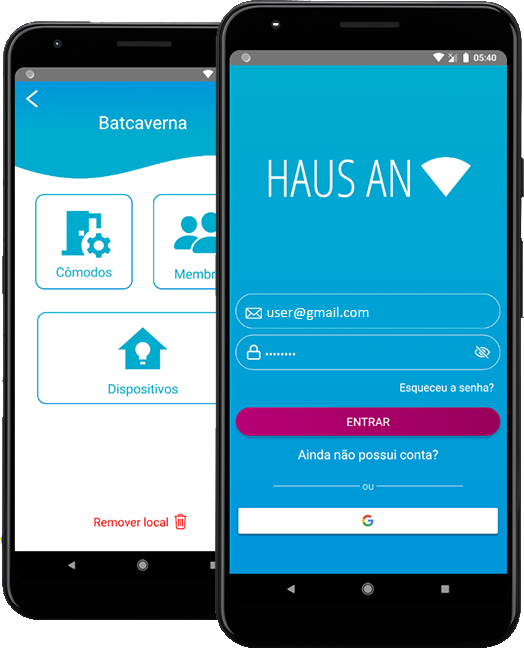 Batcaverna
Cômodos
Dispositivos
Remover local
05:40
HAUS AN
user@gmail.com
Esqueceu a senha?
ENTRAR
Ainda não possui conta?
ou
G